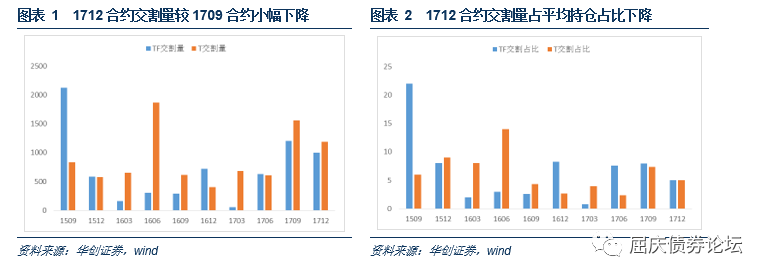 图表 1 1712 合约交割量较 1709 合约小幅下降
TF交割量 T交割量
2500
2000
1500
1000
500
0
1509 1512 1603 1606 1609 1612 1703 1706 1709 1712
资料来源：华创证券，wind
图表 2 1712 合约交割量占平均持仓占比下降
TF交割占比 T交割占比
25
20
15
10
5
0
1509 1512 1603 1606 1609 1612 1703 1706 1709 1712
资料来源：华创证券，wind
屈庆债券论坛